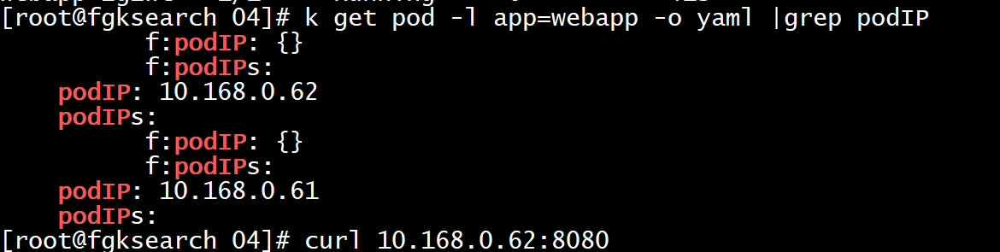 [root@fgksearch 04]# k get pod -l app=webapp -o yaml |grep podIP
f:podIP: {}
f:podIPs:
podIP: 10.168.0.62
podIPs:
f:podIP: {}
f:podIPs:
podIP: 10.168.0.61
podIPs:
[root@fgksearch 04]# curl 10.168.0.62:8080